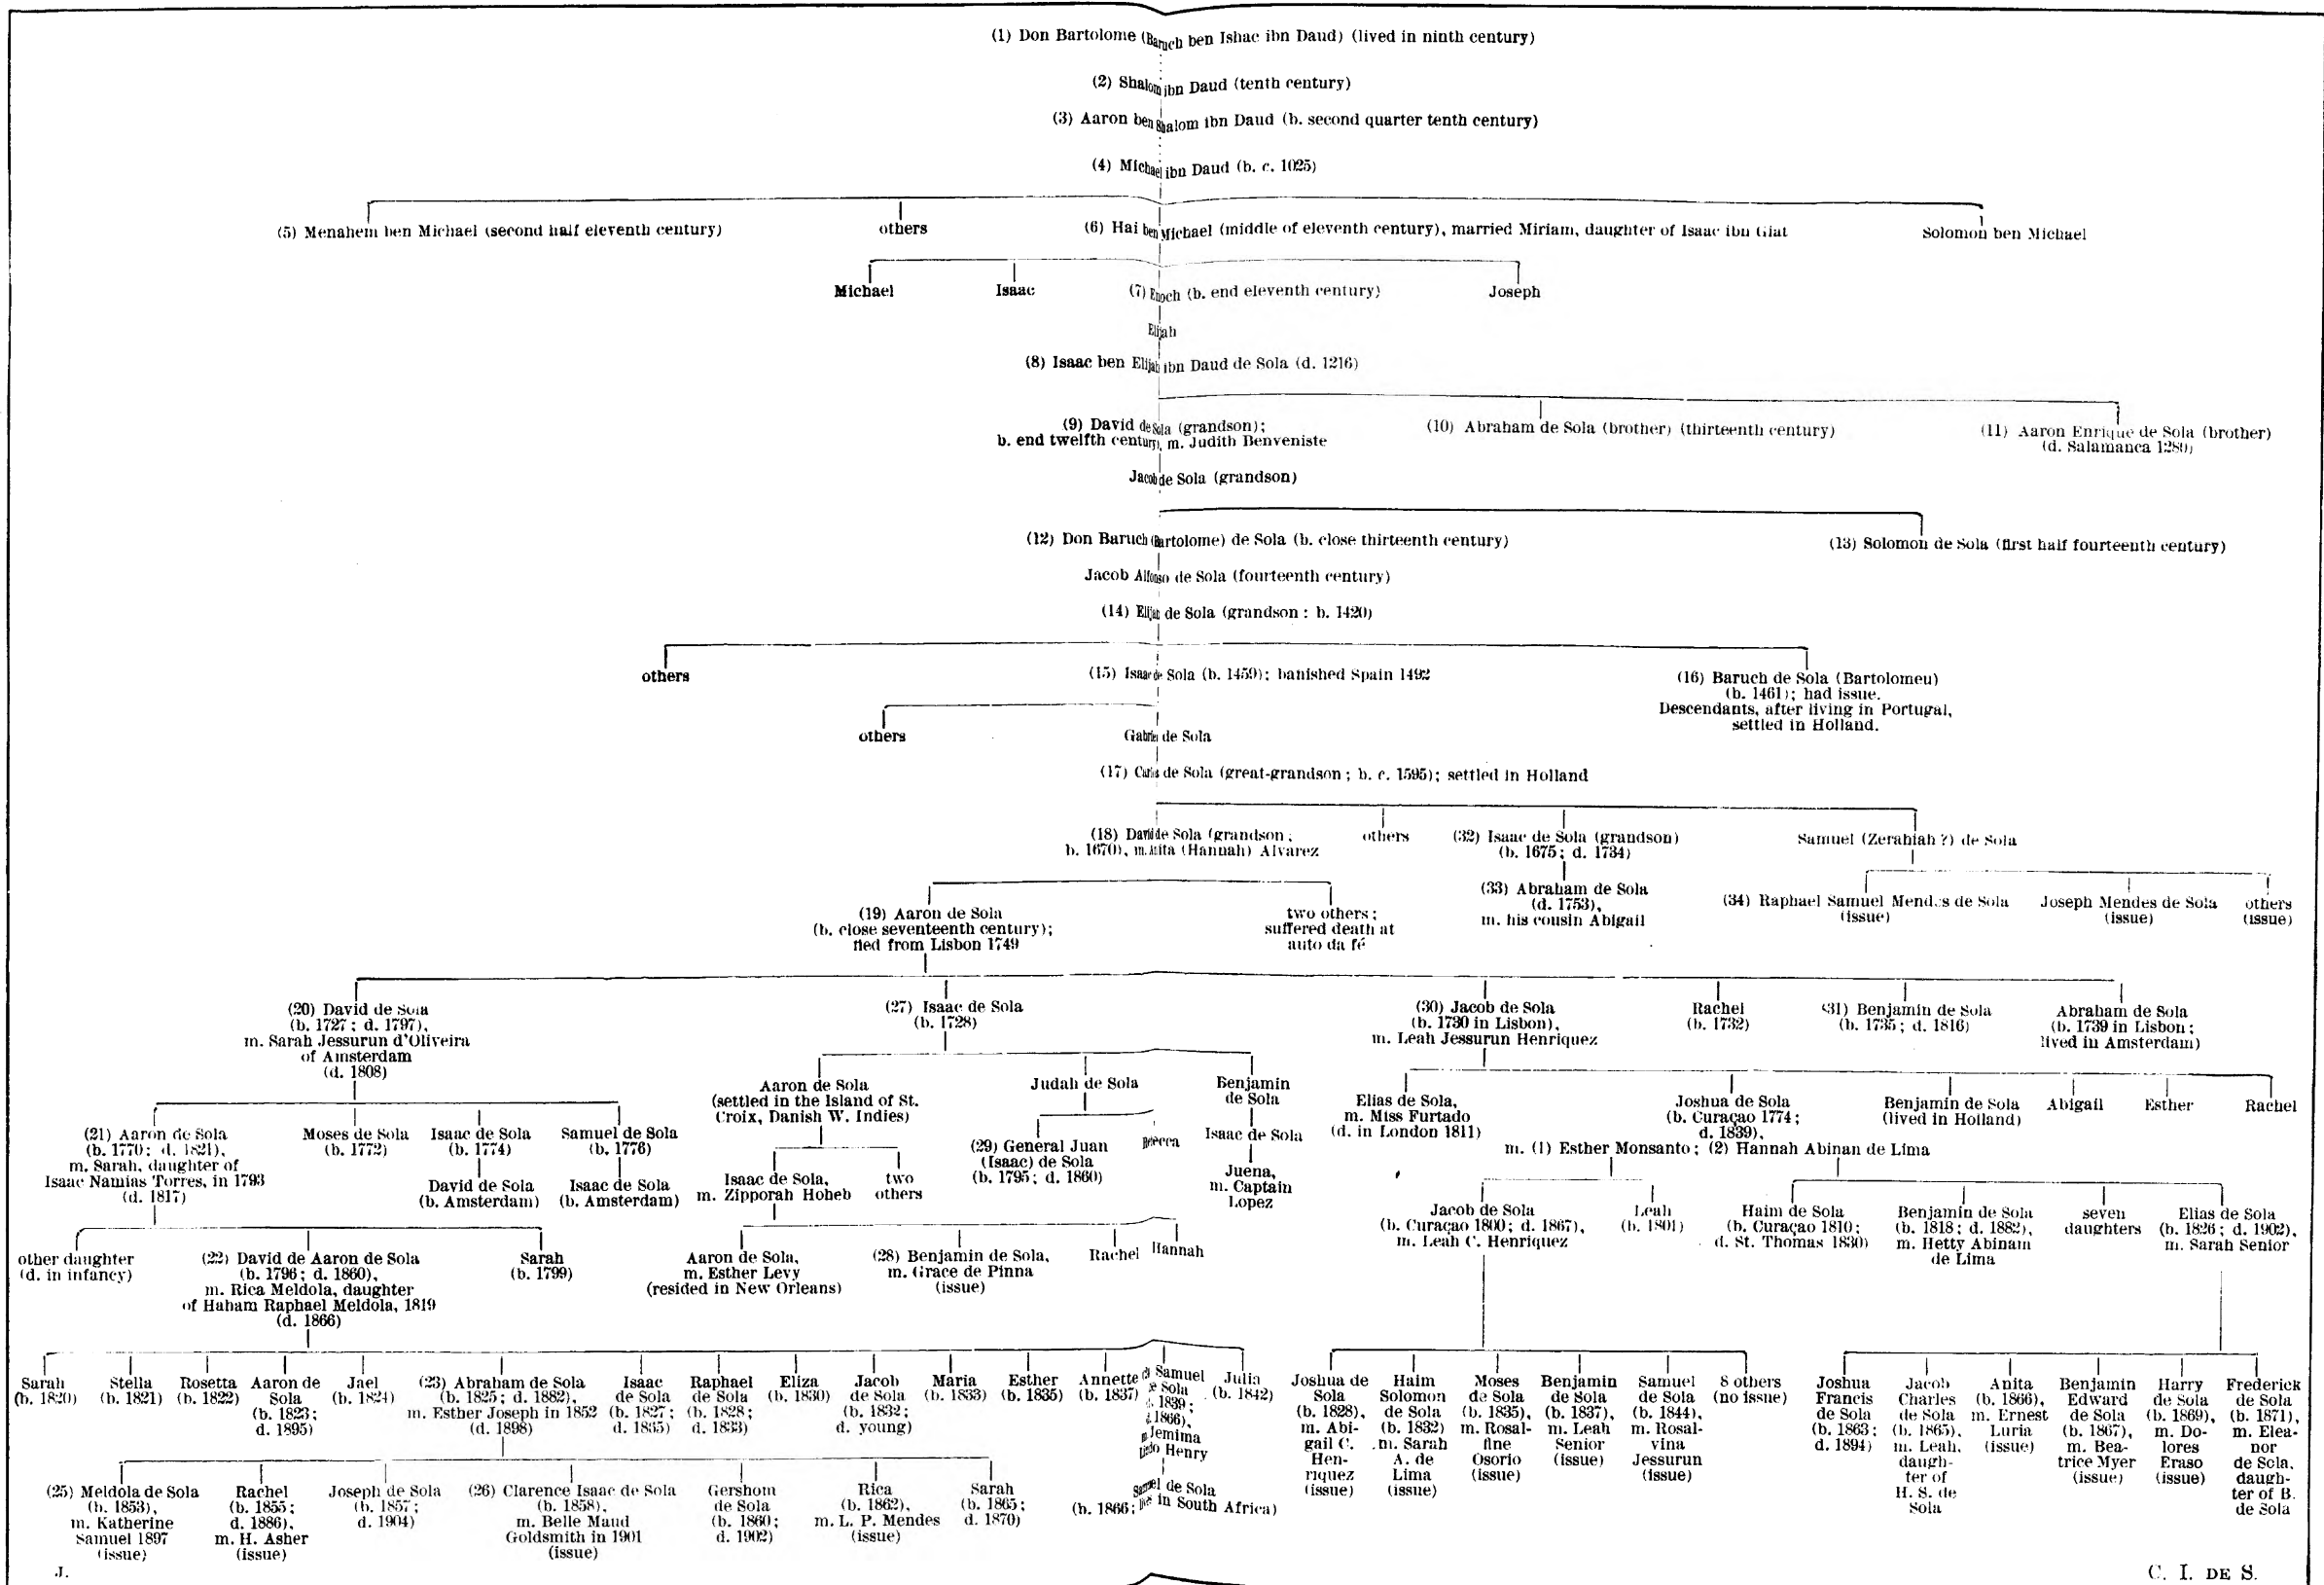 (1) Don Bartolome (Baruch ben Ishac ibn Daud) (lived in ninth century)
(2) Shalom ibn Daud (tenth century)
(3) Aaron ben Shalom ibn Daud (b. second quarter tenth century)
(4) Michael ibn Daud (b. c. 1025)
(5) Menahem ben Michael (second half eleventh century)
others
(6) Hai ben Michael (middle of eleventh century), married Miriam, daughter of Isaac ibn Giat
Solomon ben Michael
Michael
Isaac
(7) Enoch (b. end eleventh century)
Joseph
Elijah
(8) Isaac ben Elijah ibn Daud de Sola (d. 1216)
(9) David de Sola (grandson);
b. end twelfth century, m. Judith Benveniste
(10) Abraham de Sola (brother) (thirteenth century)
(11) Aaron Enrique de Sola (brother)
(d. Salamanca 1280)
Jacob de Sola (grandson)
(12) Don Baruch (Bartolome) de Sola (b. close thirteenth century)
(13) Solomon de Sola (first half fourteenth century)
Jacob Alfonso de Sola (fourteenth century)
(14) Elijah de Sola (grandson: b. 1420)
others
(15) Isaac de Sola (b. 1459); banished Spain 1492
(16) Baruch de Sola (Bartolomeu)
(b. 1461); had issue.
Descendants, after living in Portugal,
settled in Holland.
others
Gabriel de Sola
(17) Carlos de Sola (great-grandson; b. c. 1595); settled in Holland
(18) David de Sola (grandson;
b. 1670), m. Anita (Hannah) Alvarez
others
(32) Isaac de Sola (grandson)
(b. 1675; d. 1734)
Samuel (Zerahiah ?) de Sola
(33) Abraham de Sola
(d. 1753),
m. his cousin Abigail
(34) Raphael Samuel Mendes de Sola
(issue)
Joseph Mendes de Sola
(issue)
others
(issue)
(19) Aaron de Sola
(b. close seventeenth century);
fled from Lisbon 1749
two others;
suffered death at
auto da fé
(20) David de Sola
(b. 1727; d. 1797),
m. Sarah Jessurun d'Oliveira
of Amsterdam
(d. 1808)
(27) Isaac de Sola
(b. 1728)
(30) Jacob de Sola
(b. 1730 in Lisbon),
m. Leah Jessurun Henriquez
Rachel
(b. 1732)
(31) Benjamin de Sola
(b. 1735; d. 1816)
Abraham de Sola
(b. 1739 in Lisbon;
lived in Amsterdam)
Aaron de Sola
(settled in the Island of St.
Croix, Danish W. Indies)
Judah de Sola
Benjamin
de Sola
Elias de Sola,
m. Miss Furtado
(d. in London 1811)
Joshua de Sola
(b. Curaçao 1774;
d. 1839),
m. (1) Esther Monsanto; (2) Hannah Abinan de Lima
Benjamin de Sola
(lived in Holland)
Abigail
Esther
Rachel
(21) Aaron de Sola
(b. 1770; d. 1821),
m. Sarah, daughter of
Isaac Namias Torres, in 1793
(d. 1817)
Moses de Sola
(b. 1772)
Isaac de Sola
(b. 1774)
Samuel de Sola
(b. 1776)
David de Sola
(b. Amsterdam)
Isaac de Sola
(b. Amsterdam)
Isaac de Sola,
m. Zipporah Hoheb
two
others
(29) General Juan
(Isaac) de Sola
(b. 1795; d. 1860)
Rebecca
Isaac de Sola
Juena,
m. Captain
Lopez
Jacob de Sola
(b. Curaçao 1800; d. 1867),
m. Leah C. Henriquez
Leah
(b. 1801)
Haim de Sola
(b. Curaçao 1810;
d. St. Thomas 1830)
Benjamin de Sola
(b. 1818; d. 1882),
m. Hetty Abinam
de Lima
seven
daughters
Elias de Sola
(b. 1826; d. 1902),
m. Sarah Senior
other daughter
(d. in infancy)
(22) David de Aaron de Sola
(b. 1796; d. 1860),
m. Rica Meldola, daughter
of Haham Raphael Meldola, 1819
(d. 1866)
Sarah
(b. 1799)
Aaron de Sola,
m. Esther Levy
(resided in New Orleans)
(28) Benjamin de Sola,
m. Grace de Pinna
(issue)
Rachel
Hannah
Sarah
(b. 1820)
Stella
(b. 1821)
Rosetta
(b. 1822)
Aaron de
Sola
(b. 1823;
d. 1895)
Jael
(b. 1824)
(23) Abraham de Sola
(b. 1825; d. 1882),
m. Esther Joseph in 1852
(d. 1898)
Isaac
de Sola
(b. 1827;
d. 1835)
Raphael
de Sola
(b. 1828;
d. 1833)
Eliza
(b. 1830)
Jacob
de Sola
(b. 1832;
d. young)
Maria
(b. 1833)
Esther
(b. 1835)
Annette
(b. 1837)
Samuel
de Sola
1839;
1866),
m. Jemima
Henry
Julia
(b. 1842)
Joshua de
Sola
(b. 1828),
m. Abi-
gail C.
Hen-
riquez
(issue)
Haim
Solomon
de Sola
(b. 1832)
m. Sarah
A. de
Lima
(issue)
Moses
de Sola
(b. 1835),
m. Rosal-
fine
Osorio
(issue)
Benjamin
de Sola
(b. 1837),
m. Leah
Senior
(issue)
Samuel
de Sola
(b. 1844),
m. Rosal-
vina
Jessurun
(issue)
8 others
(no issue)
Joshua
Francis
de Sola
(b. 1863;
d. 1894)
Jacob
Charles
de Sola
(b. 1865),
m. Leah,
daugh-
ter of
H. S. de
Sola
Anita
(b. 1866),
m. Ernest
Luria
(issue)
Benjamin
Edward
de Sola
(b. 1867),
m. Bea-
trice Myer
(issue)
Harry
de Sola
(b. 1869),
m. Do-
lores
Eraso
(issue)
Frederick
de Sola
(b. 1871),
m. Elea-
nor
de Sola,
daugh-
ter of B.
de Sola
(25) Meldola de Sola
(b. 1853),
m. Katherine
Samuel 1897
(issue)
Rachel
(b. 1855;
d. 1886),
m. H. Asher
(issue)
Joseph de Sola
(b. 1857;
d. 1904)
(26) Clarence Isaac de Sola
(b. 1858),
m. Belle Maud
Goldsmith in 1901
(issue)
Gershom
de Sola
(b. 1860;
d. 1902)
Rica
(b. 1862),
m. L. P. Mendes
(issue)
Sarah
(b. 1865;
d. 1870)
Samuel de Sola
(b. 1866; in South Africa)
J.
C. I. DE S.